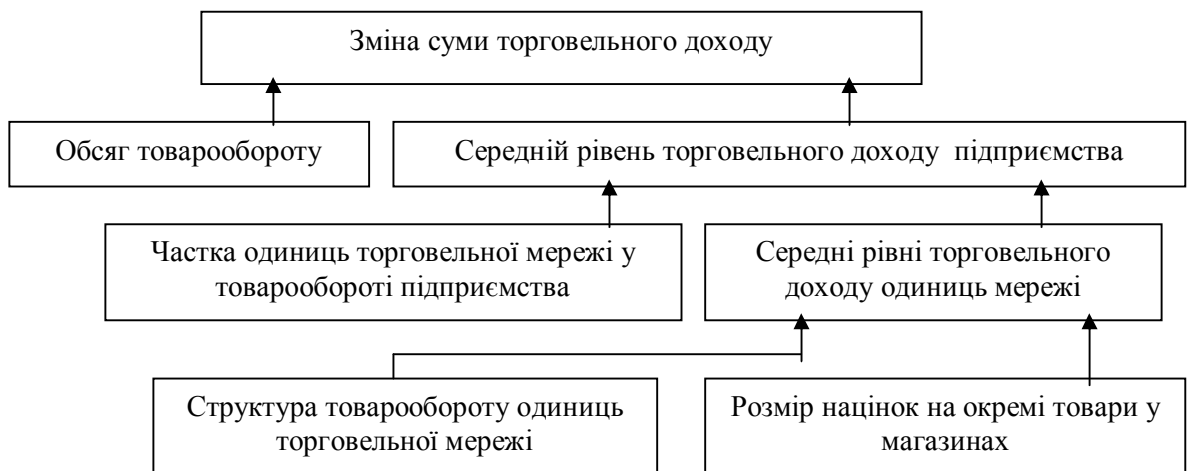 Зміна суми торговельного доходу
Обсяг товарообороту
Середній рівень торговельного доходу підприємства
Частка одиниць торговельної мережі у
товарообороті підприємства
Середні рівні торговельного
доходу одиниць мережі
Структура товарообороту одиниць
торговельної мережі
Розмір націнок на окремі товари у
магазинах